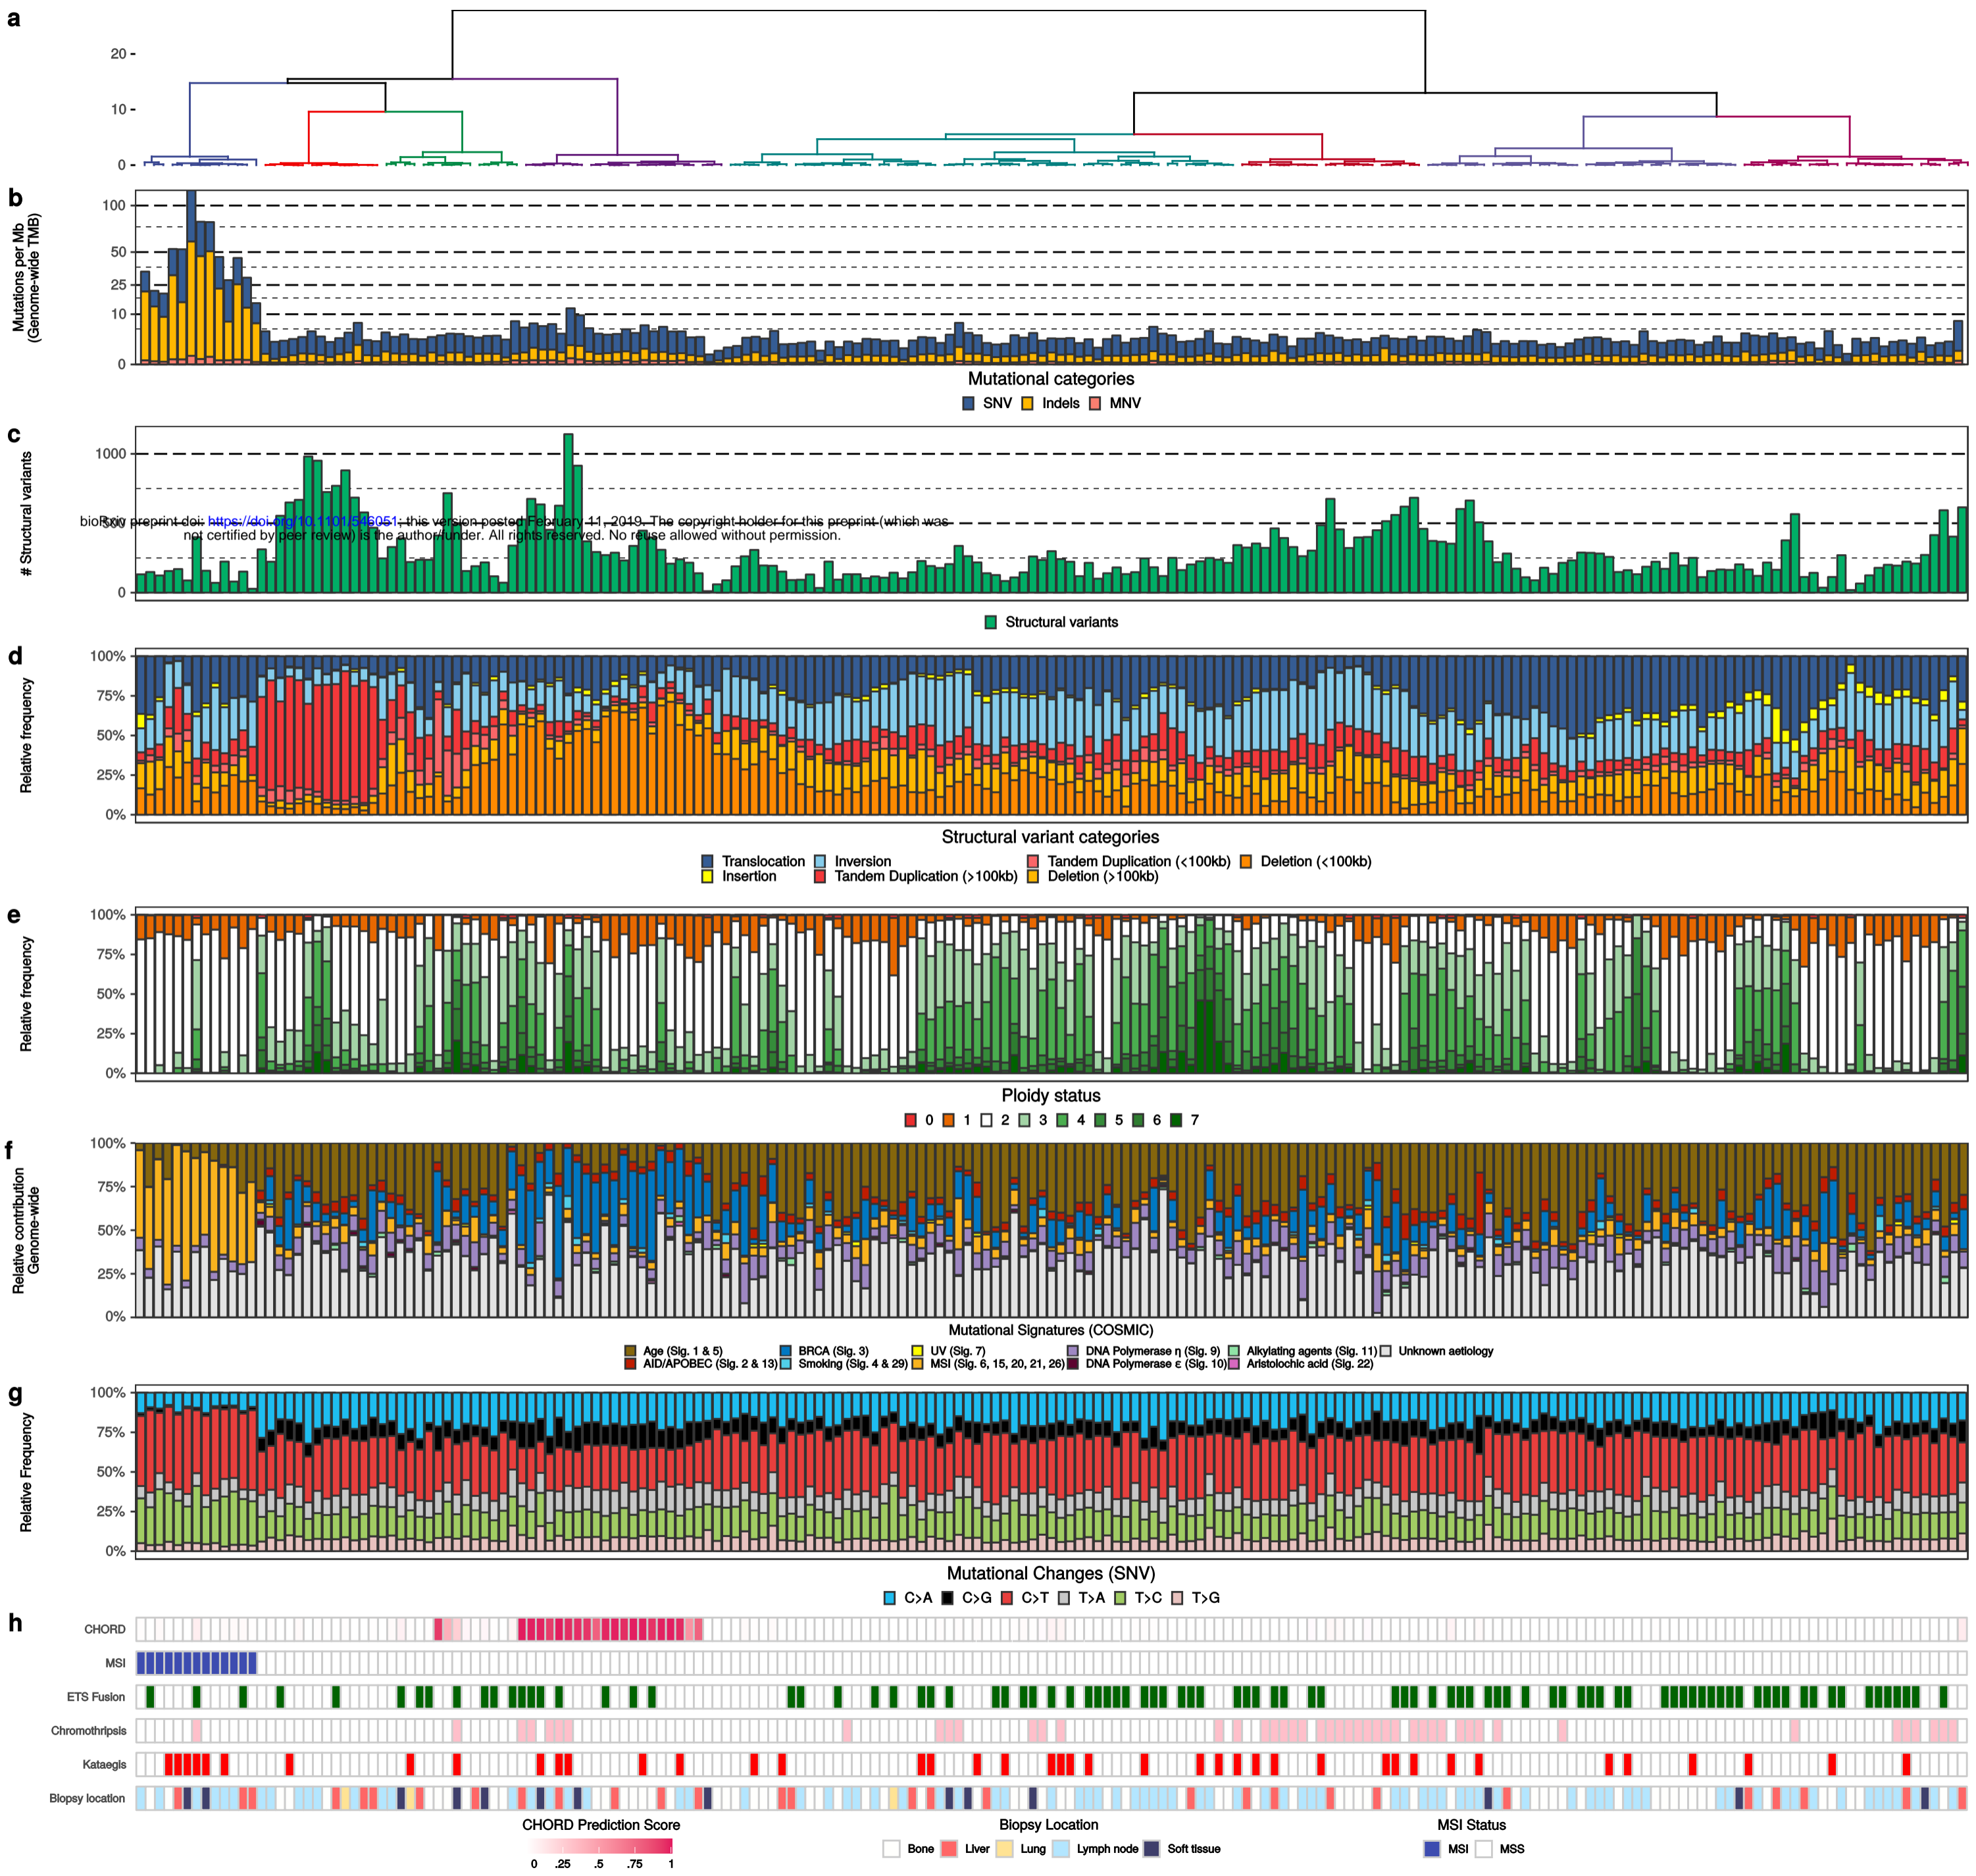 a
20
10
0
b
Mutations per Mb
(Genome-wide TMB)
100
50
25
10
0
Mutational categories
SNV Indels MNV
c
# Structural variants
1000
500
0
bioRxiv preprint doi: https://doi.org/10.1101/546051; this version posted February 11, 2019. The copyright holder for this preprint (which was
not certified by peer review) is the author/funder. All rights reserved. No reuse allowed without permission.
Structural variants
d
Relative frequency
100%
75%
50%
25%
0%
Structural variant categories
Translocation Inversion Tandem Duplication (<100kb) Deletion (<100kb)
Insertion Tandem Duplication (>100kb) Deletion (>100kb)
e
Relative frequency
100%
75%
50%
25%
0%
Ploidy status
0 1 2 3 4 5 6 7
f
Relative contribution
Genome-wide
100%
75%
50%
25%
0%
Mutational Signatures (COSMIC)
Age (Sig. 1 & 5) BRCA (Sig. 3) UV (Sig. 7) DNA Polymerase η (Sig. 9) Alkylating agents (Sig. 11) Unknown aetiology
AID/APOBEC (Sig. 2 & 13) Smoking (Sig. 4 & 29) MSI (Sig. 6, 15, 20, 21, 26) DNA Polymerase ε (Sig. 10) Aristolochic acid (Sig. 22)
g
Relative Frequency
100%
75%
50%
25%
0%
Mutational Changes (SNV)
C>A C>G C>T T>A T>C T>G
h
CHORD
MSI
ETS Fusion
Chromothripsis
Kataegis
Biopsy location
CHORD Prediction Score Biopsy Location MSI Status
0 .25 .5 .75 1
Bone Liver Lung Lymph node Soft tissue
MSI MSS